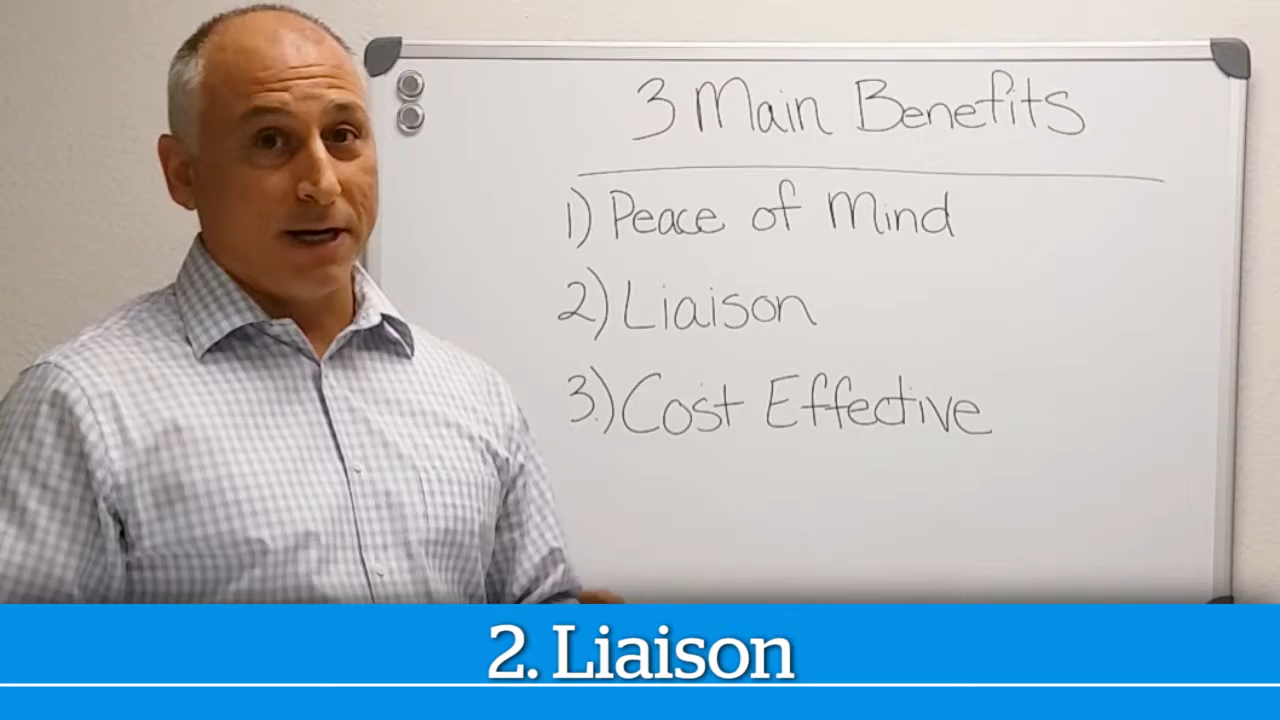 3 Main Benefits
1) Peace of Mind
2) Liaison
3.) Cost Effective
2. Liaison